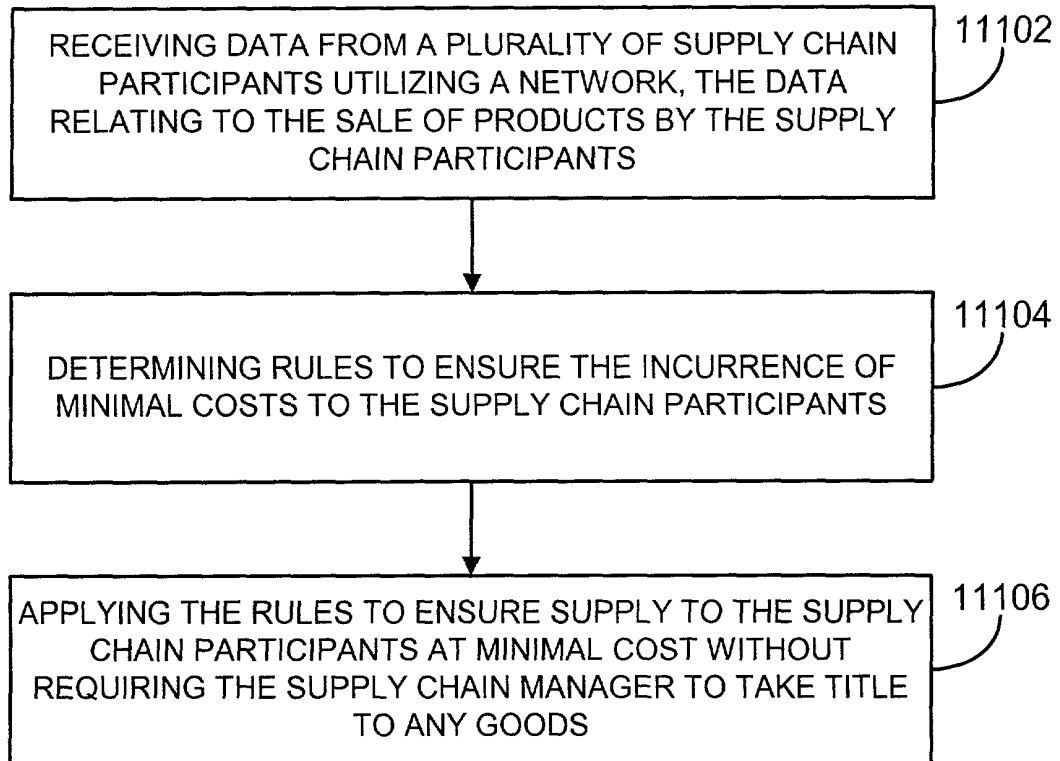 RECEIVING DATA FROM A PLURALITY OF SUPPLY CHAIN
PARTICIPANTS UTILIZING A NETWORK, THE DATA
RELATING TO THE SALE OF PRODUCTS BY THE SUPPLY
CHAIN PARTICIPANTS
11102
DETERMINING RULES TO ENSURE THE INCURRENCE OF
MINIMAL COSTS TO THE SUPPLY CHAIN PARTICIPANTS
11104
APPLYING THE RULES TO ENSURE SUPPLY TO THE SUPPLY
CHAIN PARTICIPANTS AT MINIMAL COST WITHOUT
REQUIRING THE SUPPLY CHAIN MANAGER TO TAKE TITLE
TO ANY GOODS
11106